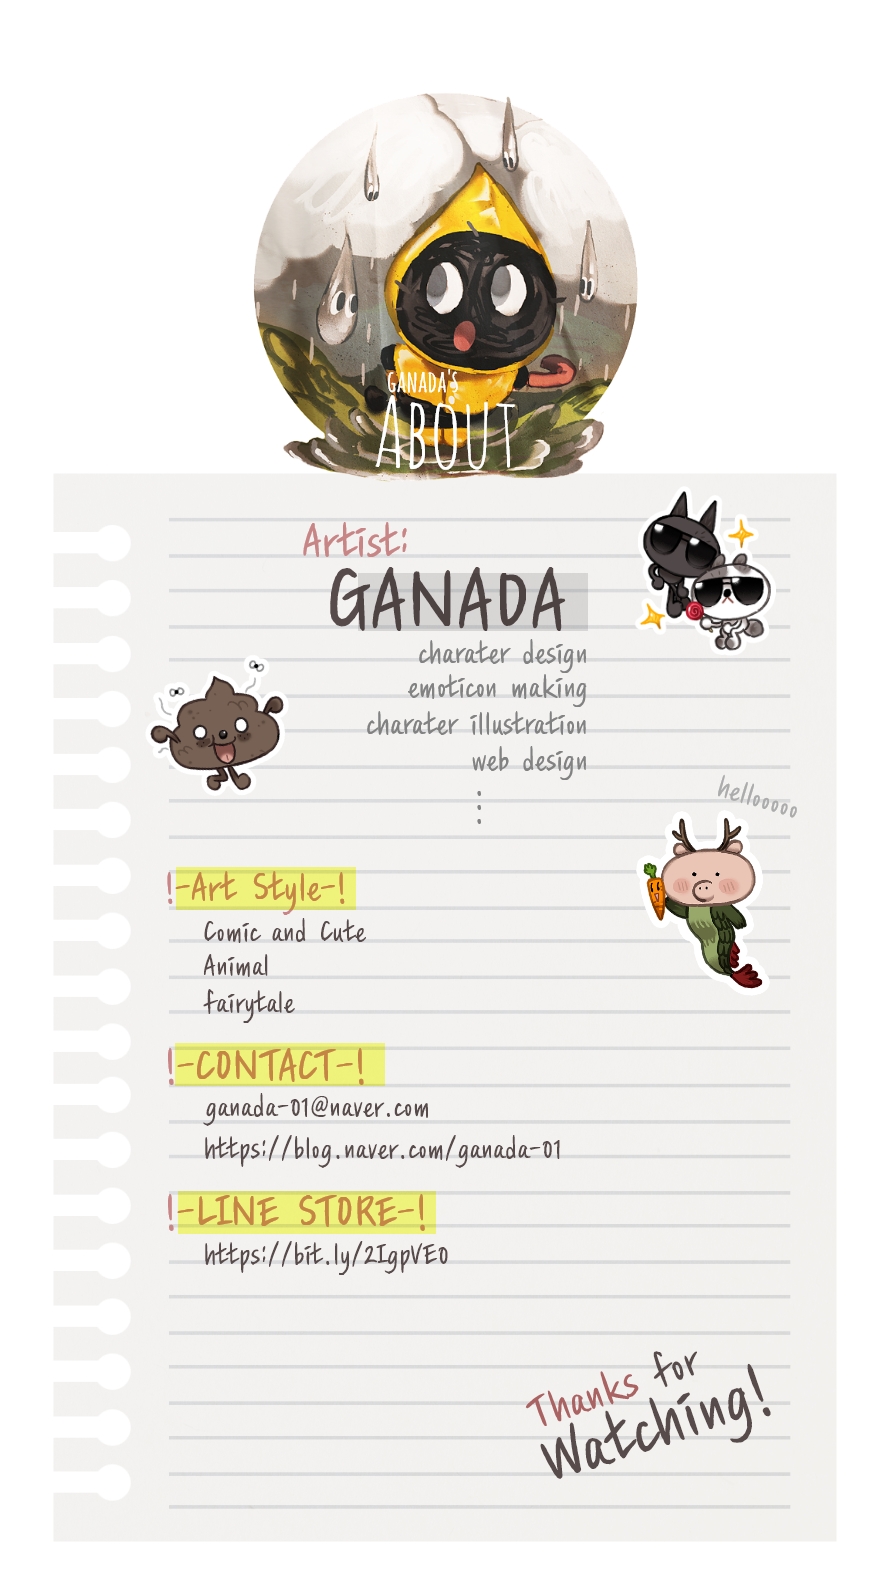 GANADA'S
ABOUT
Artist:
GANADA
charater design
emoticon making
charater illustration
web design
hellooooo
!-Art Style-!
Comic and Cute
Animal
fairytale
!-CONTACT-!
ganada-01@naver.com
https://blog.naver.com/ganada-01
!-LINE STORE-!
https://bit.ly/2IgpVEO
Thanks for
Watching!